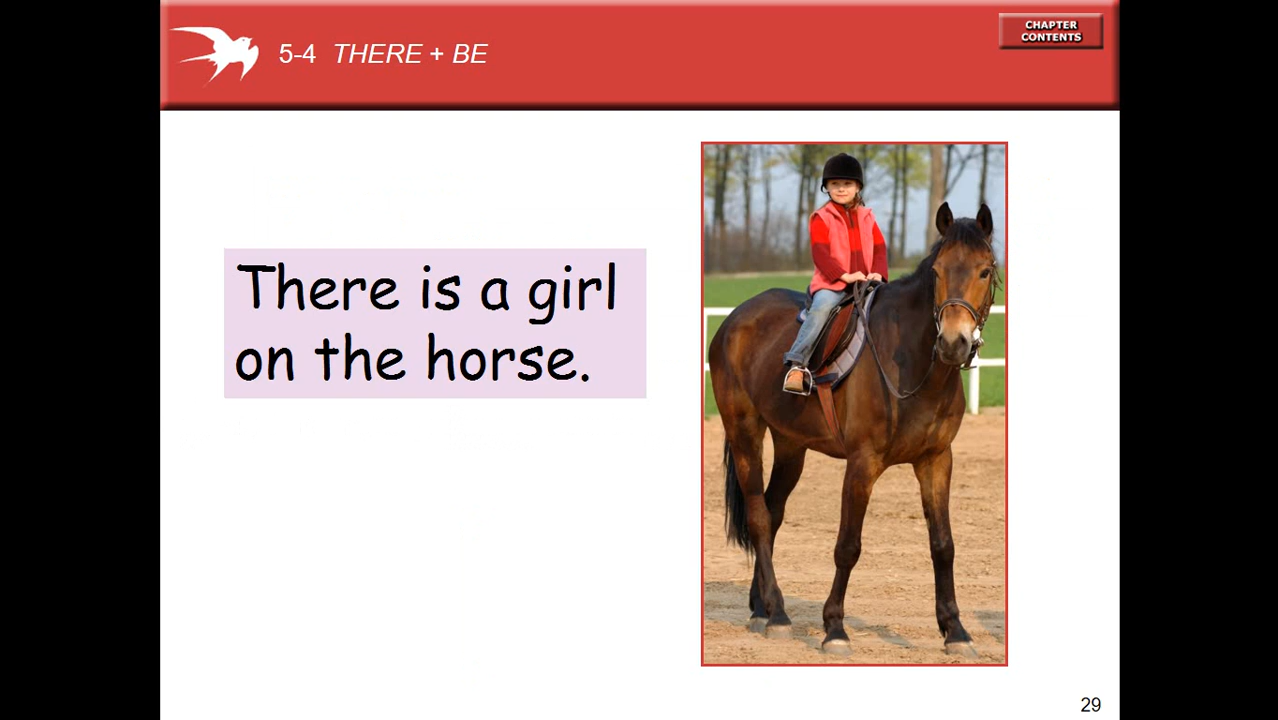 5-4 THERE + BE
CHAPTER
CONTENTS
There is a girl
on the horse.
29